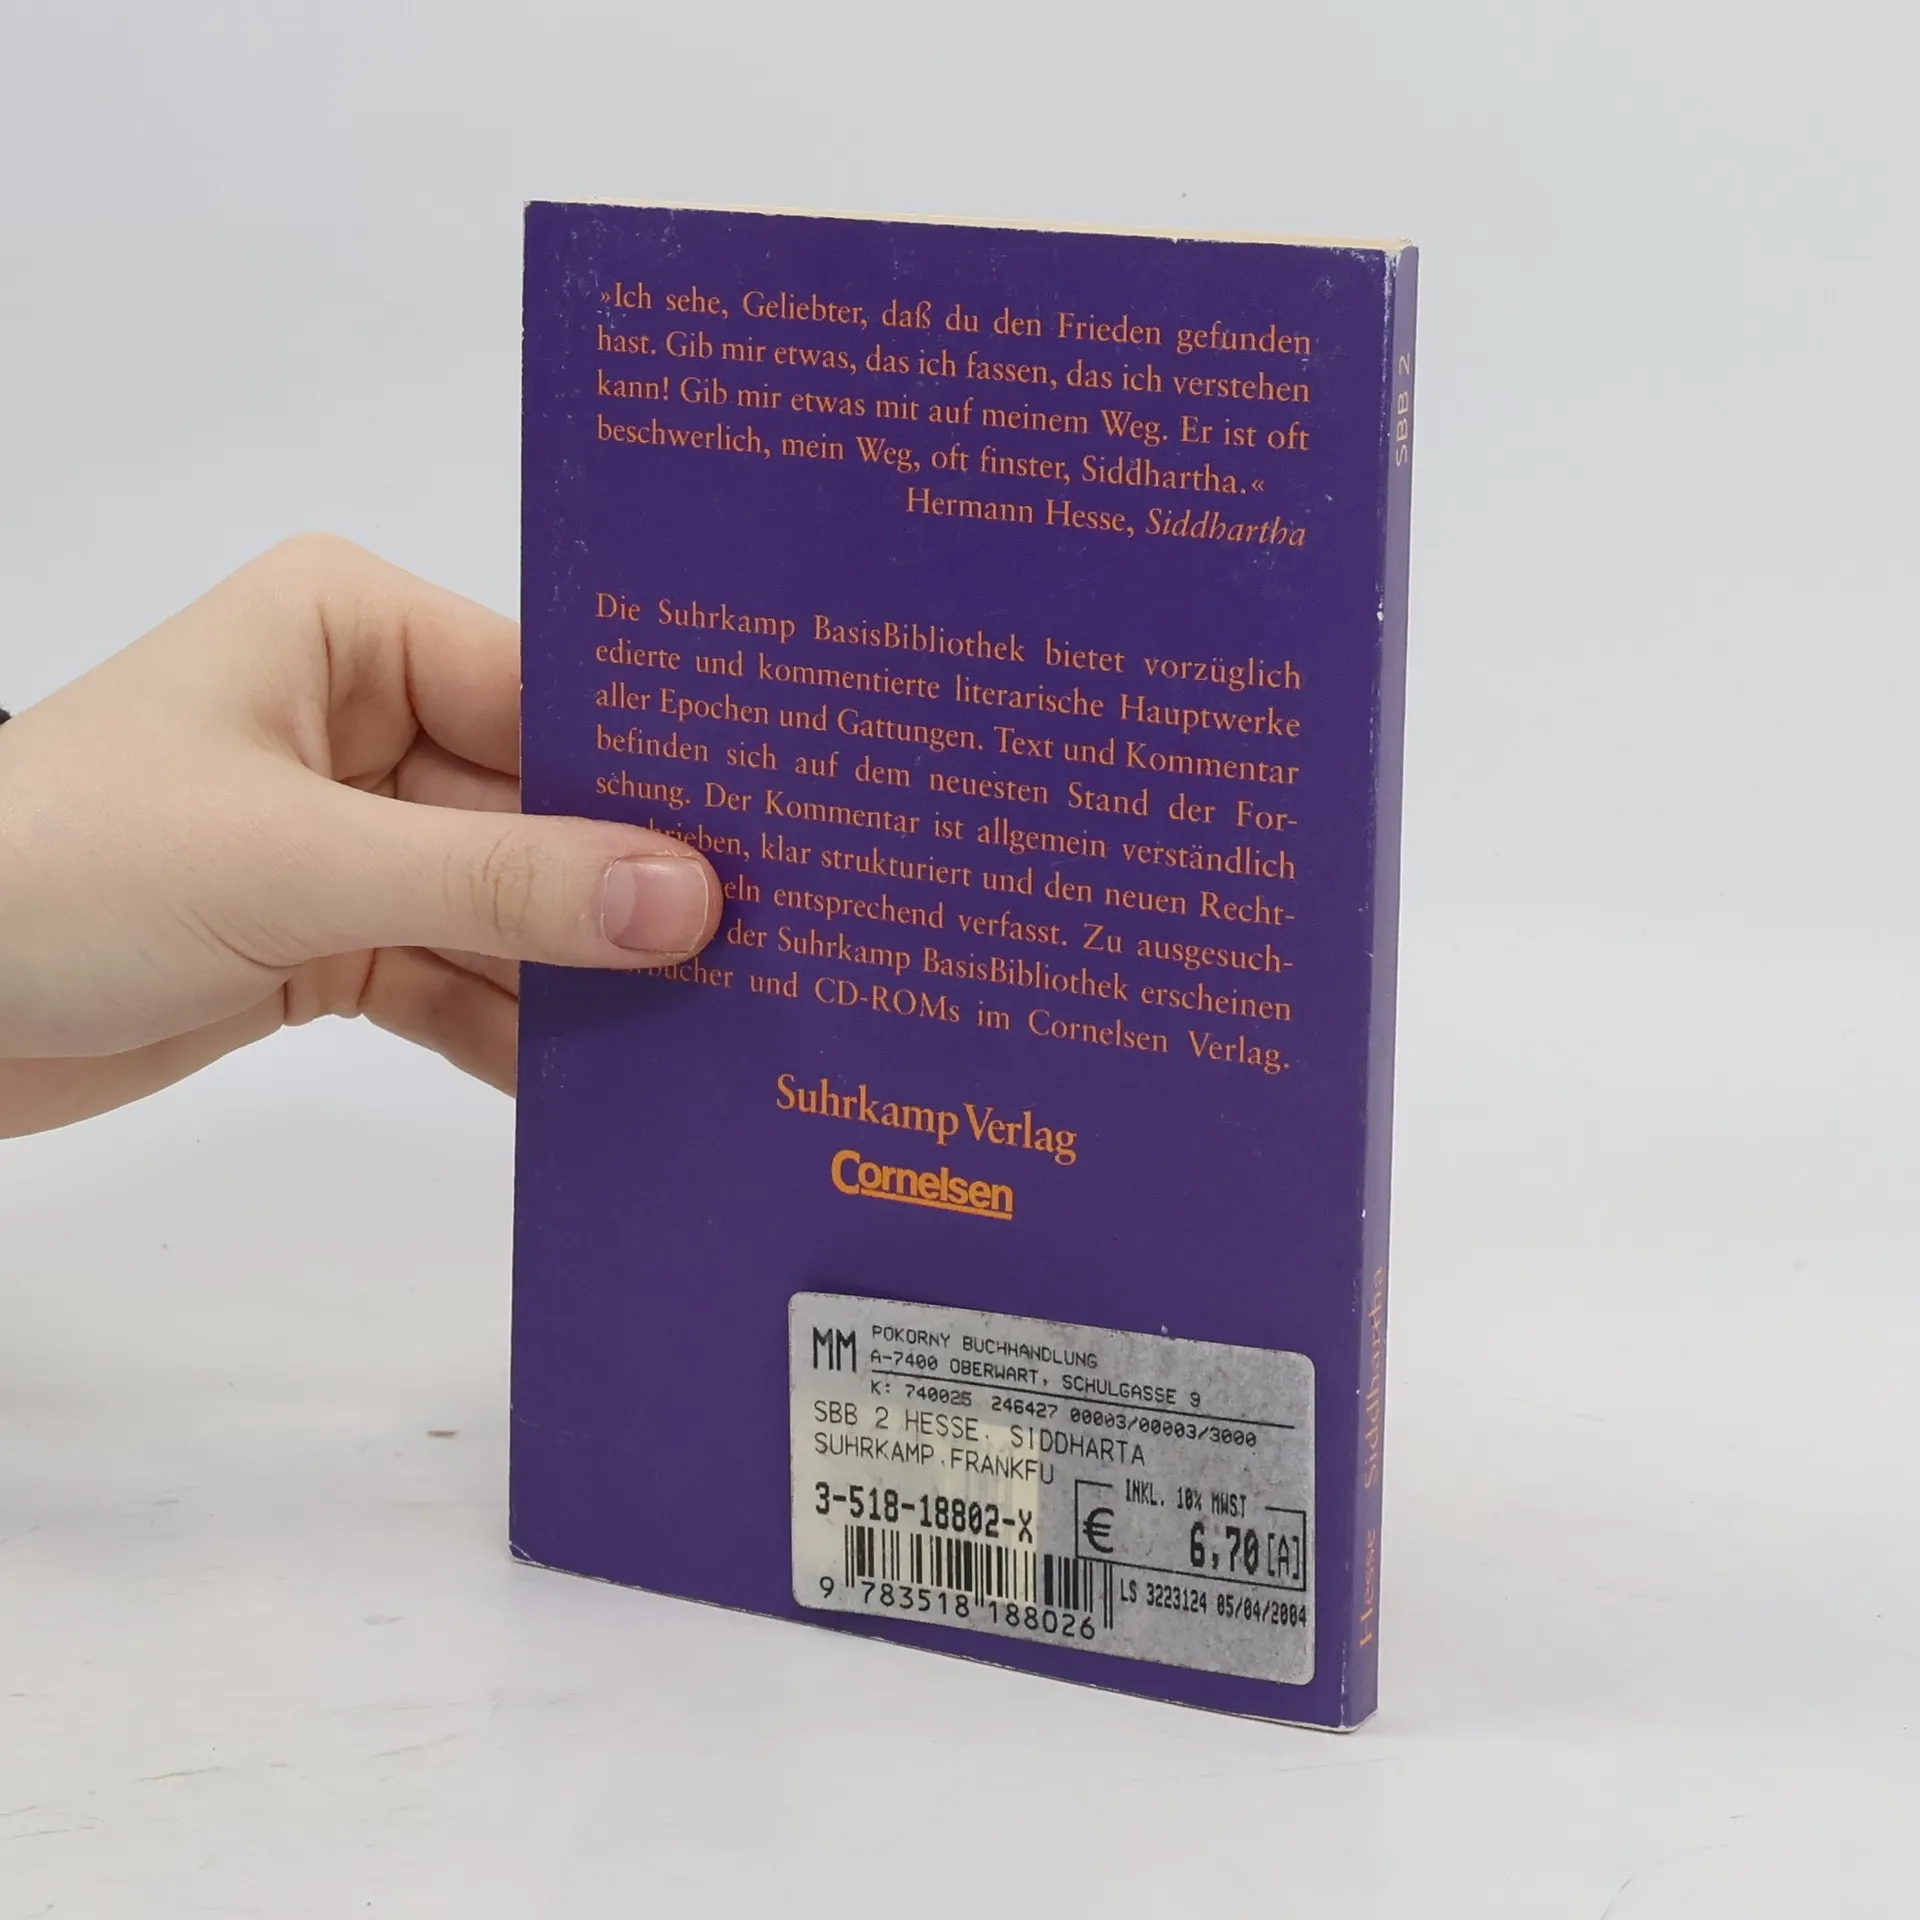 »Ich sehe, Geliebter, daß du den Frieden gefunden
hast. Gib mir etwas, das ich fassen, das ich verstehen
kann! Gib mir etwas mit auf meinem Weg. Er ist oft
beschwerlich, mein Weg, oft finster, Siddhartha.«
Hermann Hesse, Siddhartha
Die Suhrkamp BasisBibliothek bietet vorzüglich
edierte und kommentierte literarische Hauptwerke
aller Epochen und Gattungen. Text und Kommentar
befinden sich auf dem neuesten Stand der For-
schung. Der Kommentar ist allgemein verständlich
klar strukturiert und den neuen Recht-
entsprechend verfasst. Zu ausgesuch-
der Suhrkamp BasisBibliothek erscheinen
und CD-ROMs im Cornelsen Verlag.
Suhrkamp Verlag
Cornelsen
MM POKORNY BUCHHANDLUNG
A-7400 OBERWART, SCHULGASSE 9
K: 740025 246427 00003/00003/3000
SBB 2 HESSE, SIDDHARTA
SUHRKAMP,FRANKFU
3-518-18802-X
INKL. 10% MWST
€ 6,70 [A]
9 783518 188026
LS 3223124 05/04/2004
SBB 2
Hesse Siddhartha